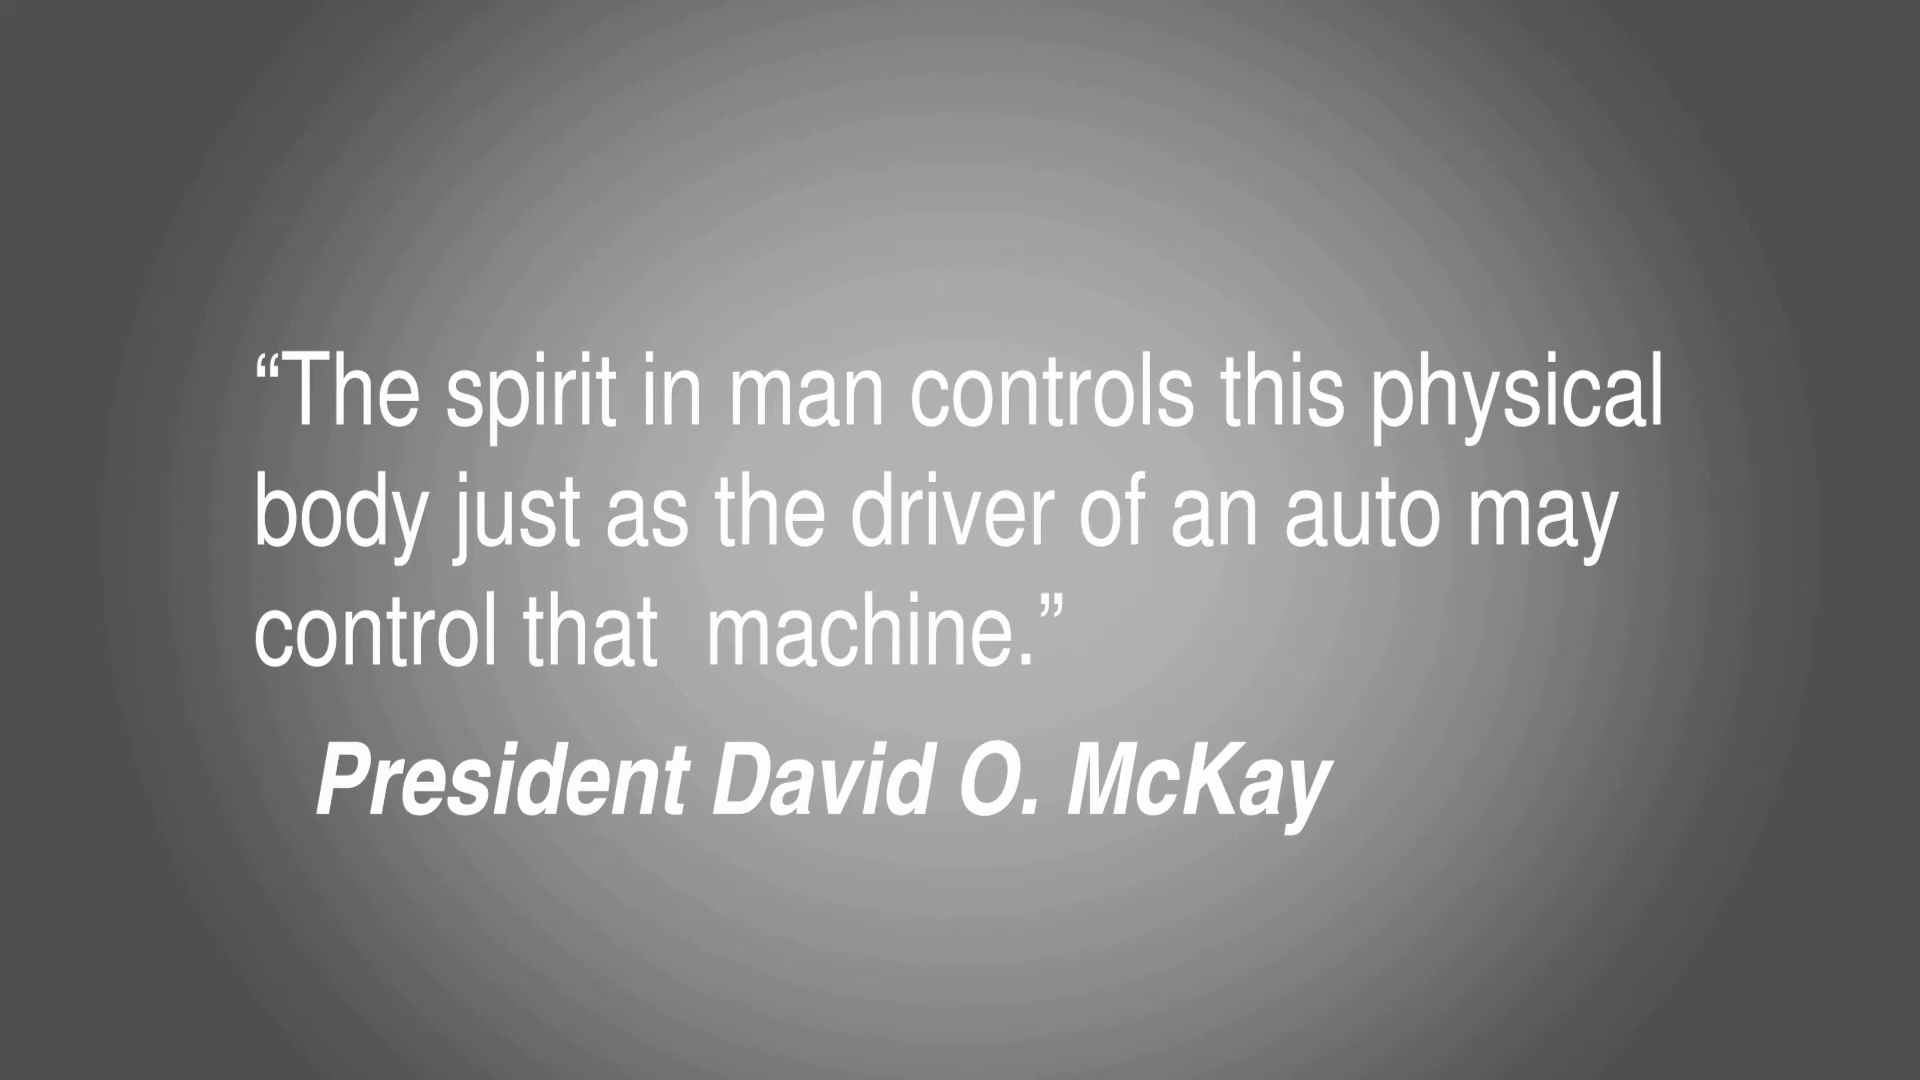 “The spirit in man controls this physical
body just as the driver of an auto may
control that  machine.”
President David O. McKay